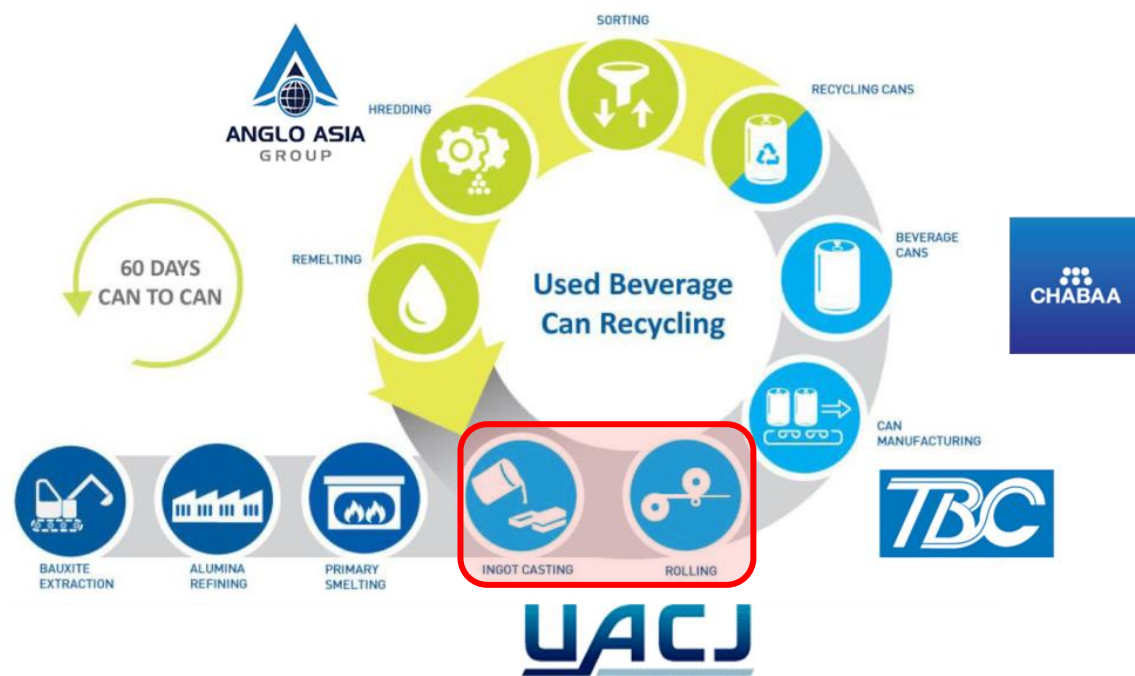 SORTING
ANGLO ASIA
GROUP
HREDDING
RECYCLING CANS
REMELTING
60 DAYS
CAN TO CAN
Used Beverage
Can Recycling
BEVERAGE
CANS
CHABAA
CAN
MANUFACTURING
TBC
BAUXITE
EXTRACTION
ALUMINA
REFINING
PRIMARY
SMELTING
INGOT CASTING
ROLLING
UACJ